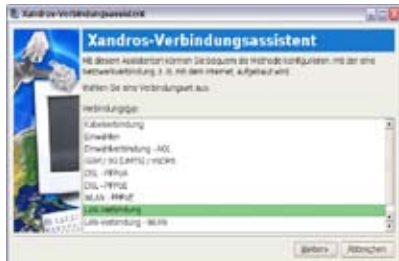 Xandros-Verbindungsassistent
Xandros-Verbindungsassistent
Mit diesem Assistenten können Sie bequem die Methode konfigurieren, mit der eine
Netzwerkverbindung, z. B. mit dem Internet, aufgebaut wird.
Wählen Sie eine Verbindungsart aus.
Verbindungstyp:
Kabelverbindung
Einwählen
Einwahlverbindung - AOL
GSM / 3G (UMTS) / HSDPA
DSL - PPPoA
DSL - PPPoE
WLAN - PPPoE
LAN-Verbindung
LAN-Verbindung - WLAN
Weiter>
Abbrechen